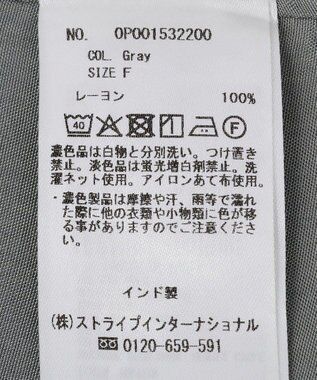 NO. 0P001532200
COL. Gray
SIZE F
レーヨン 100%
40 F
濃色品は白物と分別洗い。つけ置き
禁止。淡色品は蛍光増白剤禁止。洗
濯ネット使用。アイロンあて布使用。
・濃色製品は摩擦や汗、雨等で濡れ
た際に他の衣類や小物類に色が移
る事がありますのでご注意くださ
い。
インド製
(株)ストライプインターナショナル
0120-659-591